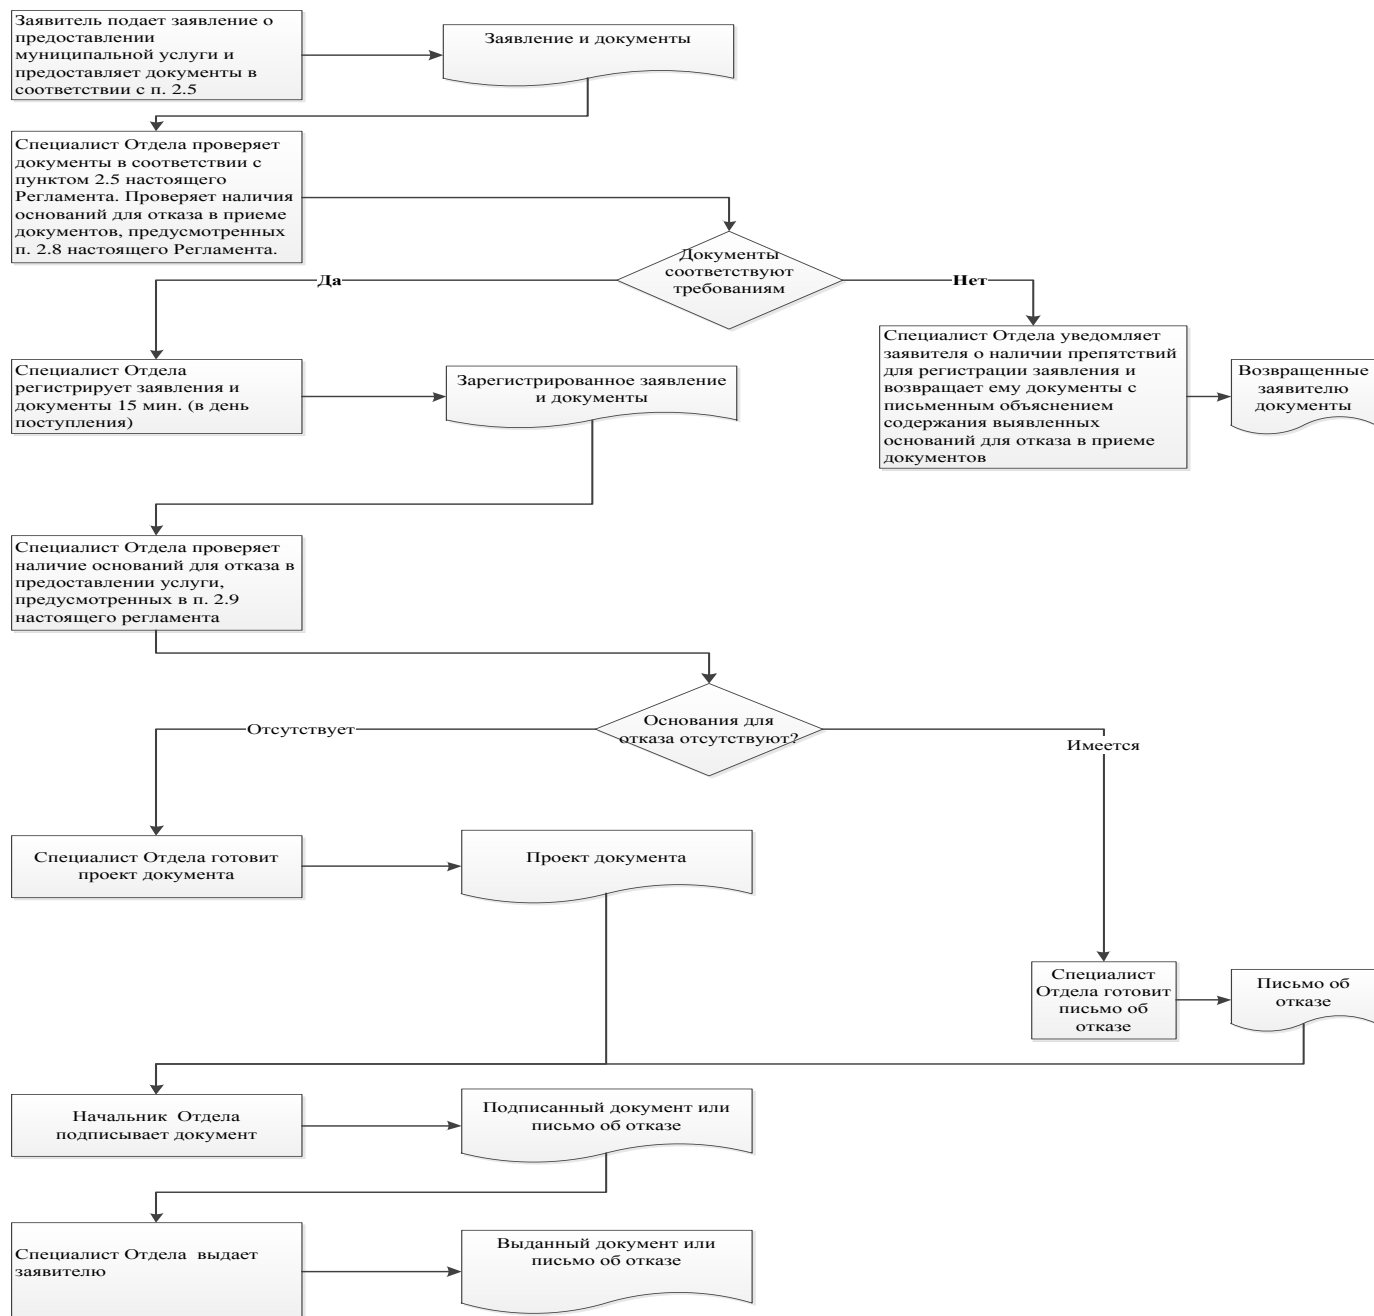 Заявитель подает заявление о
предоставлении
муниципальной услуги и
предоставляет документы в
соответствии с п. 2.5
Заявление и документы
Специалист Отдела проверяет
документы в соответствии с
пунктом 2.5 настоящего
Регламента. Проверяет наличия
оснований для отказа в приеме
документов, предусмотренных
п. 2.8 настоящего Регламента.
Документы
соответствуют
требованиям
Да
Нет
Специалист Отдела
регистрирует заявления и
документы 15 мин. (в день
поступления)
Зарегистрированное заявление
и документы
Специалист Отдела уведомляет
заявителя о наличии препятствий
для регистрации заявления и
возвращает ему документы с
письменным объяснением
содержания выявленных
оснований для отказа в приеме
документов
Возвращенные
заявителю
документы
Специалист Отдела проверяет
наличие оснований для отказа в
предоставлении услуги,
предусмотренных в п. 2.9
настоящего регламента
Основания для
отказа отсутствуют?
Отсутствует
Имеется
Специалист Отдела готовит
проект документа
Проект документа
Специалист
Отдела готовит
письмо об
отказе
Письмо об
отказе
Начальник  Отдела
подписывает документ
Подписанный документ или
письмо об отказе
Специалист Отдела  выдает
заявителю
Выданный документ или
письмо об отказе